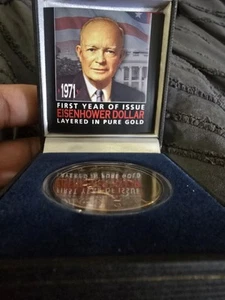 1971
FIRST YEAR OF ISSUE
EISENHOWER DOLLAR
LAYERED IN PURE GOLD